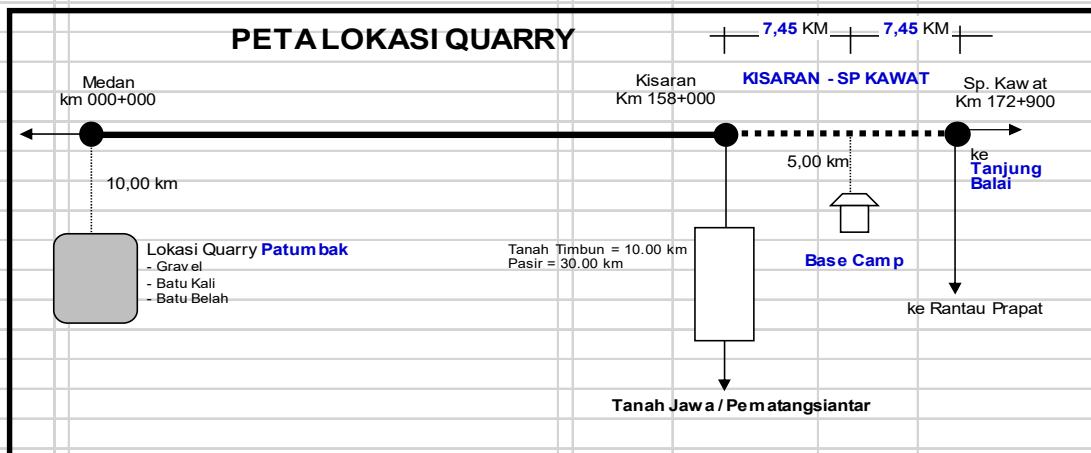 PETA LOKASI QUARRY
7,45 KM
7,45 KM
KISARAN - SP KAWAT
Medan
km 000+000
Kisaran
Km 158+000
Sp. Kawat
Km 172+900
10,00 km
5,00 km
ke
Tanjung
Balai
Lokasi Quarry Patumbak
- Gravel
- Batu Kali
- Batu Belah
Tanah Timbun = 10.00 km
Pasir = 30.00 km
Base Camp
ke Rantau Prapat
Tanah Jawa / Pematangsiantar